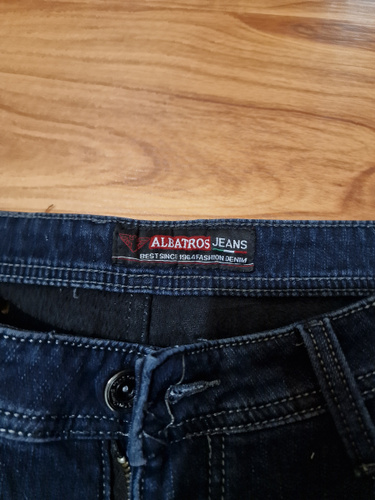 ALBATROS JEANS
BEST SINCE 1964 FASHION DENIM